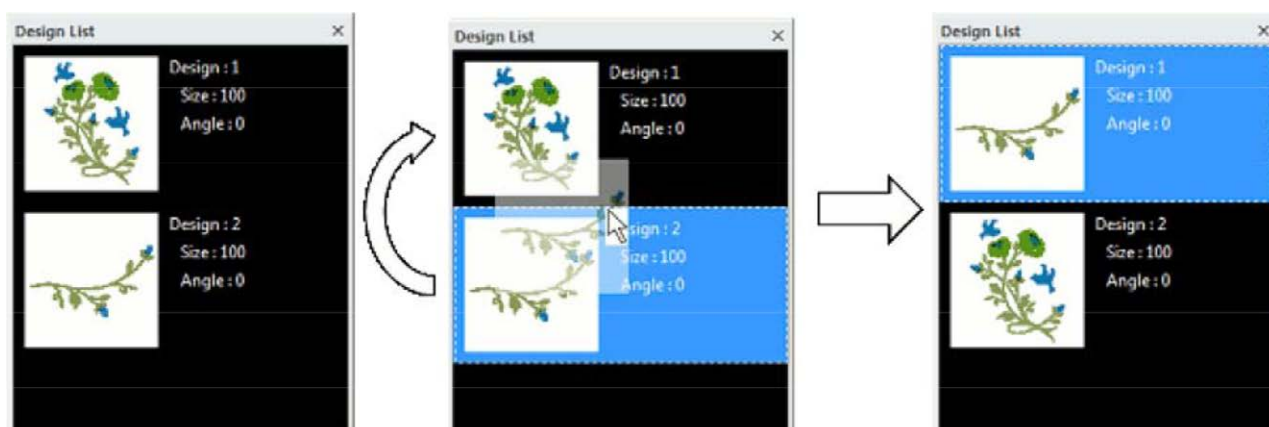 Design List
Design : 1
Size : 100
Angle : 0
Design : 2
Size : 100
Angle : 0
Design List
Design : 1
Size : 100
Angle : 0
sign : 2
Size : 100
Angle : 0
Design List
Design : 1
Size : 100
Angle : 0
Design : 2
Size : 100
Angle : 0